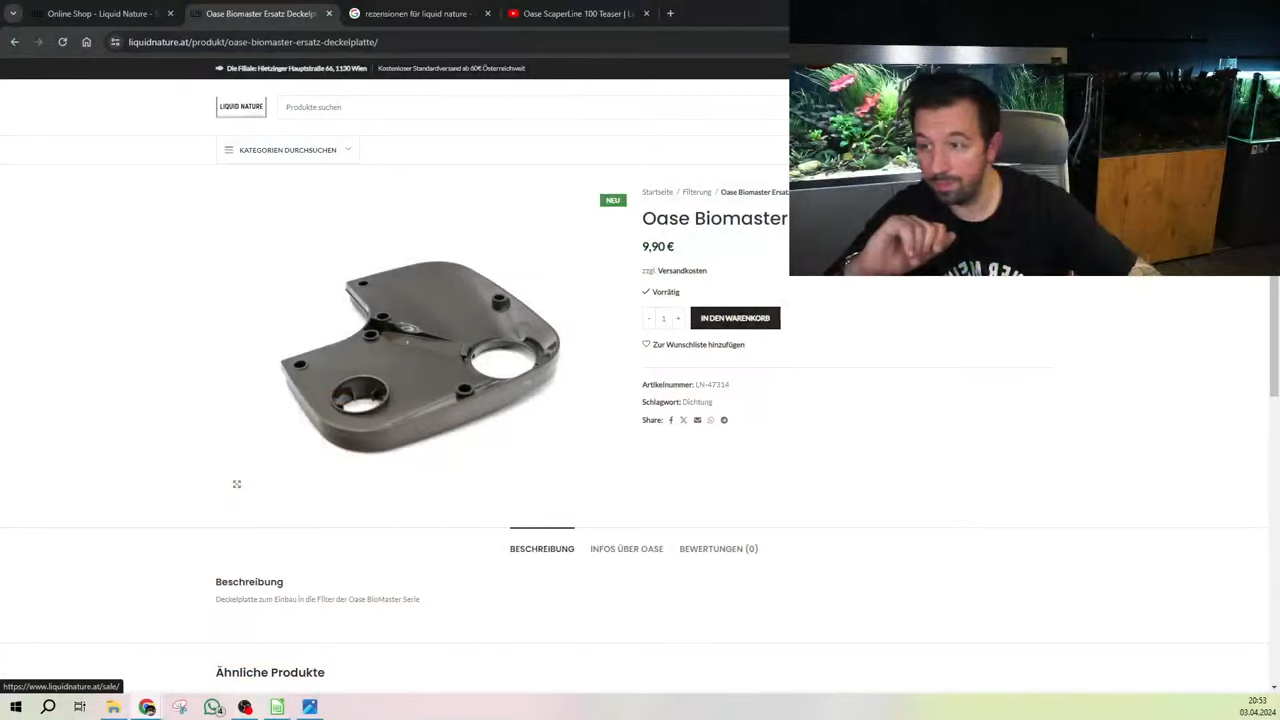 Online Shop - Liquid Nature - S
Oase Biomaster Ersatz Deckelpl
rezensionen für liquid nature -
Oase ScaperLine 100 Teaser | L
liquidnature.at/produkt/oase-biomaster-ersatz-deckelplatte/
Die Filiale: Hietzinger Hauptstraße 66, 1130 Wien
Kostenloser Standardversand ab 60€ Österreichweit
LIQUID NATURE
Produkte suchen
KATEGORIEN DURCHSUCHEN
NEU
Startseite / Filterung / Oase Biomaster Ersatz
Oase Biomaster
9,90 €
zzgl. Versandkosten
Vorrätig
- 1 + IN DEN WARENKORB
Zur Wunschliste hinzufügen
Artikelnummer: LN-47314
Schlagwort: Dichtung
Share:
BESCHREIBUNG
INFOS ÜBER OASE
BEWERTUNGEN (0)
Beschreibung
Deckelplatte zum Einbau in die Filter der Oase BioMaster Serie
Ähnliche Produkte
https://www.liquidnature.at/sale/
4
20:53
03.04.2024